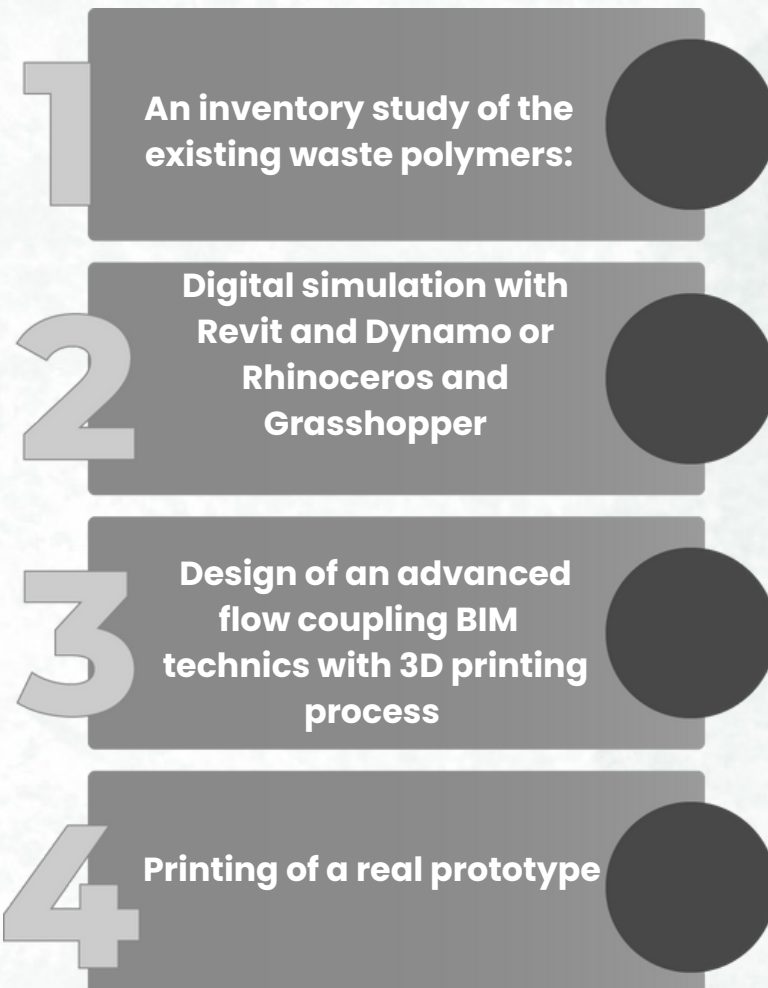 1
An inventory study of the
existing waste polymers:
2
Digital simulation with
Revit and Dynamo or
Rhinoceros and
Grasshopper
3
Design of an advanced
flow coupling BIM
technics with 3D printing
process
4
Printing of a real prototype